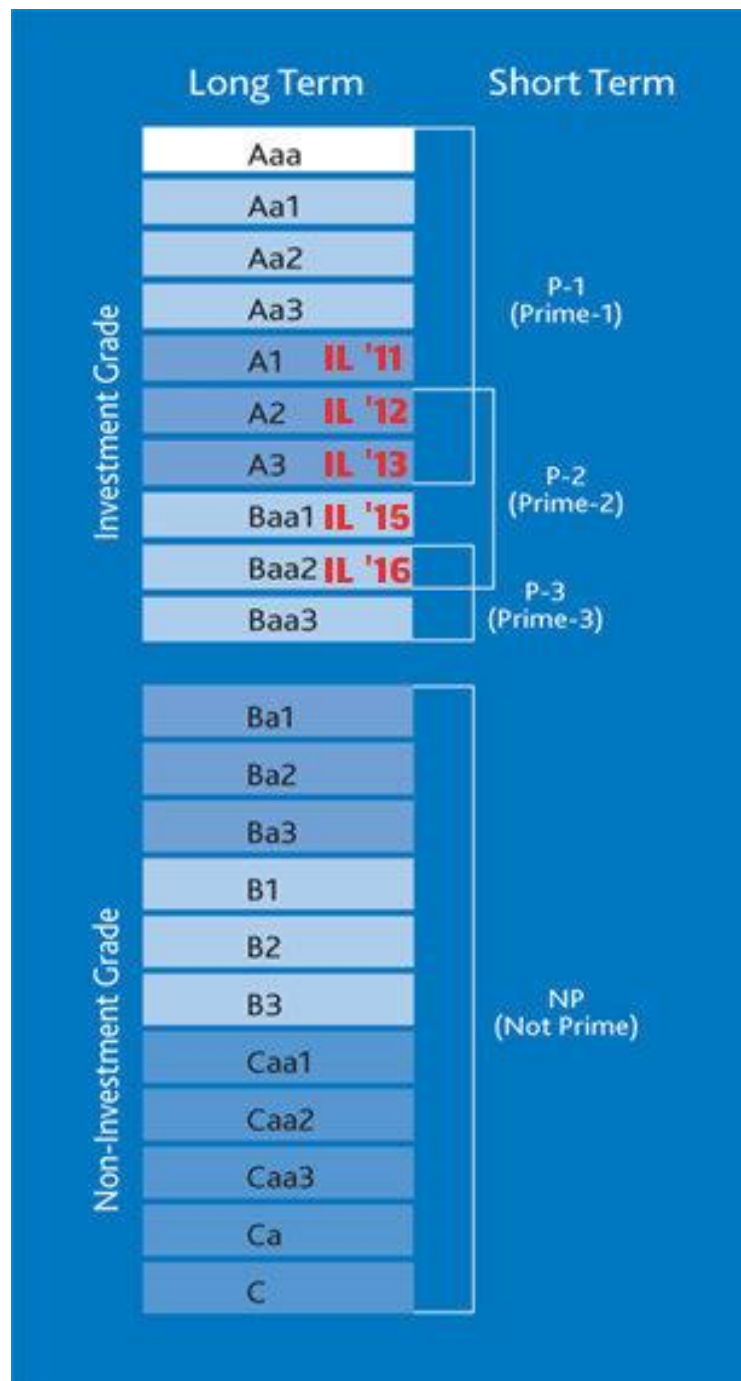 Long Term
Short Term
Investment Grade
Aaa
Aa1
Aa2
Aa3
A1 IL '11
A2 IL '12
A3 IL '13
Baa1 IL '15
Baa2 IL '16
Baa3
P-1
(Prime-1)
P-2
(Prime-2)
P-3
(Prime-3)
Non-Investment Grade
Ba1
Ba2
Ba3
B1
B2
B3
Caa1
Caa2
Caa3
Ca
C
NP
(Not Prime)